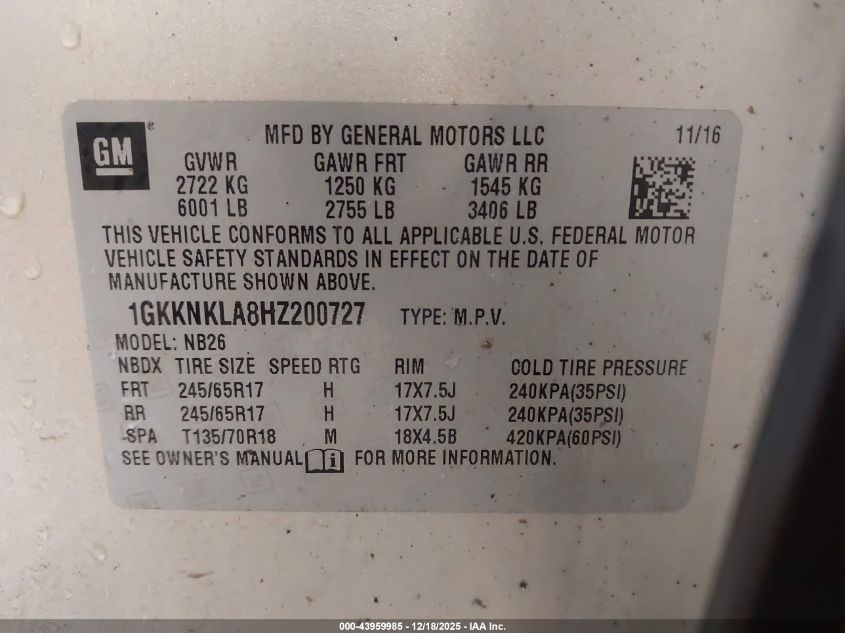 GM
MFD BY GENERAL MOTORS LLC 11/16
GVWR GAWR FRT GAWR RR
2722 KG 1250 KG 1545 KG
6001 LB 2755 LB 3406 LB
THIS VEHICLE CONFORMS TO ALL APPLICABLE U.S. FEDERAL MOTOR
VEHICLE SAFETY STANDARDS IN EFFECT ON THE DATE OF
MANUFACTURE SHOWN ABOVE.
1GKKNKLA8HZ200727 TYPE: M.P.V.
MODEL: NB26
NBDX TIRE SIZE SPEED RTG RIM COLD TIRE PRESSURE
FRT 245/65R17 H 17X7.5J 240KPA(35PSI)
RR 245/65R17 H 17X7.5J 240KPA(35PSI)
SPA T135/70R18 M 18X4.5B 420KPA(60PSI)
SEE OWNER'S MANUAL FOR MORE INFORMATION.
000-43959985 - 12/18/2025 - IAA Inc.